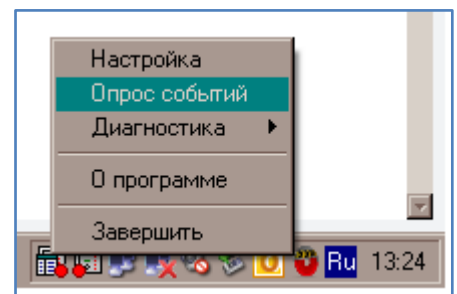 Настройка
Опрос событий
Диагностика
О программе
Завершить
Ru 13:24